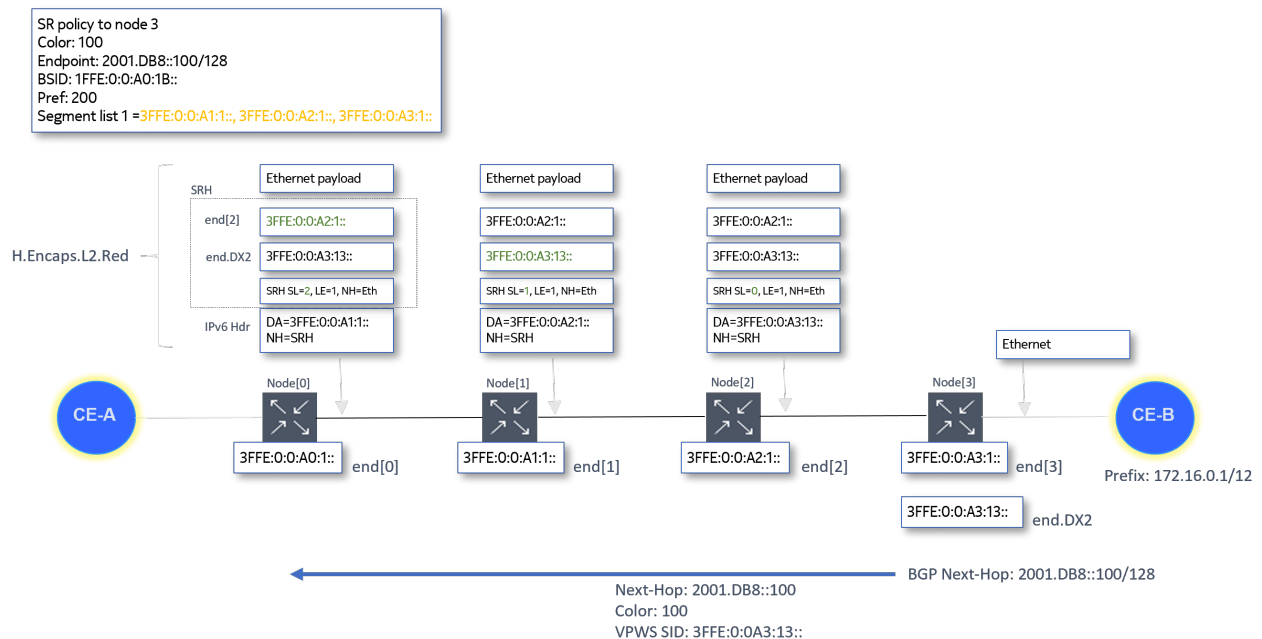 SR policy to node 3
Color: 100
Endpoint: 2001.DB8::100/128
BSID: 1FFE:0:0:A0:1B::
Pref: 200
Segment list 1 =3FFE:0:0:A1:1::, 3FFE:0:0:A2:1::, 3FFE:0:0:A3:1::
H.Encaps.L2.Red
SRH
end[2]
end.DX2
IPv6 Hdr
Ethernet payload
3FFE:0:0:A2:1::
3FFE:0:0:A3:13::
SRH SL=2, LE=1, NH=Eth
DA=3FFE:0:0:A1:1::
NH=SRH
Ethernet payload
3FFE:0:0:A2:1::
3FFE:0:0:A3:13::
SRH SL=1, LE=1, NH=Eth
DA=3FFE:0:0:A2:1::
NH=SRH
Ethernet payload
3FFE:0:0:A2:1::
3FFE:0:0:A3:13::
SRH SL=0, LE=1, NH=Eth
DA=3FFE:0:0:A3:13::
NH=SRH
Ethernet
CE-A
Node[0]
3FFE:0:0:A0:1::
end[0]
Node[1]
3FFE:0:0:A1:1::
end[1]
Node[2]
3FFE:0:0:A2:1::
end[2]
Node[3]
3FFE:0:0:A3:1::
end[3]
3FFE:0:0:A3:13::
end.DX2
CE-B
Prefix: 172.16.0.1/12
BGP Next-Hop: 2001.DB8::100/128
Next-Hop: 2001.DB8::100
Color: 100
VPWS SID: 3FFE:0:0A3:13::